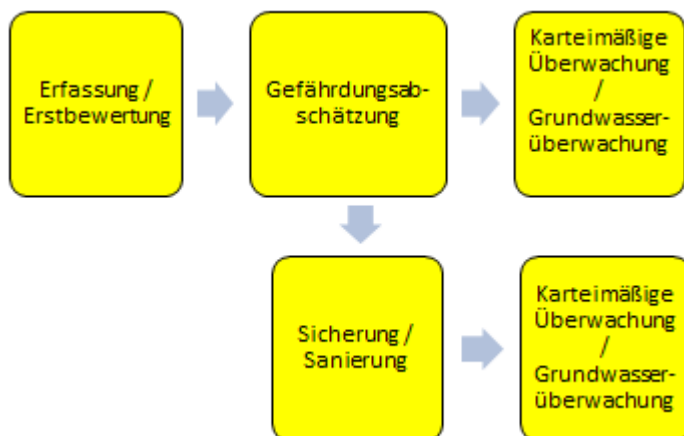 Erfassung /
Erstbewertung
Gefährdungsab-
schätzung
Karteimäßige
Überwachung
/
Grundwasser-
überwachung
Sicherung /
Sanierung
Karteimäßige
Überwachung
/
Grundwasser-
überwachung